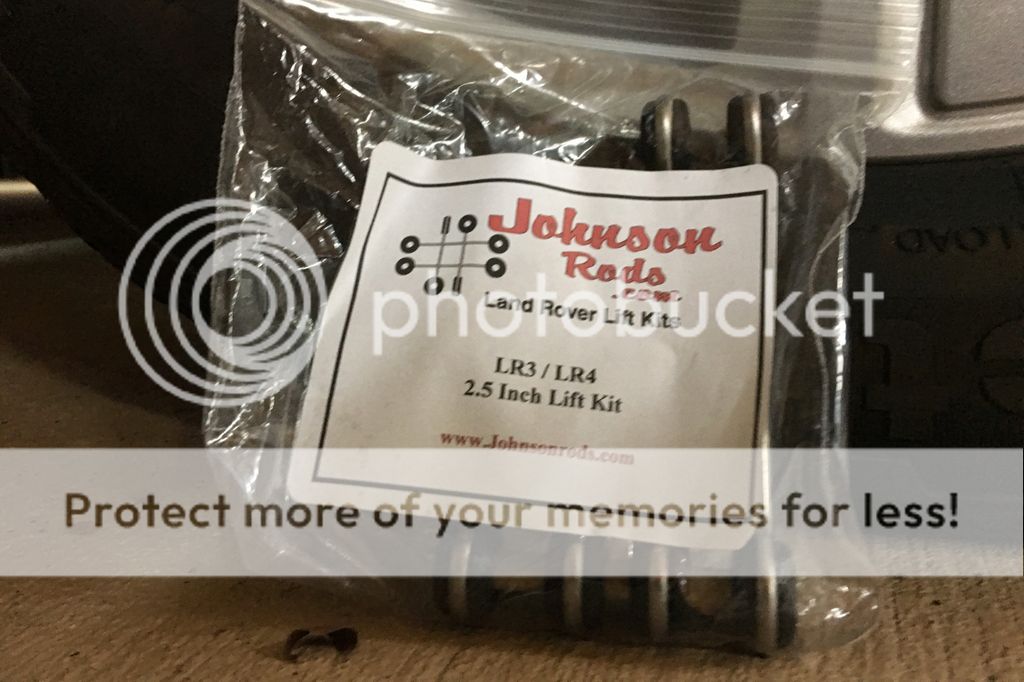 Johnson
Rods
.com
Land Rover Lift Kits
photobucket
LR3 / LR4
2.5 Inch Lift Kit
www.Johnsonrods.com
Protect more of your memories for less!
LOAD